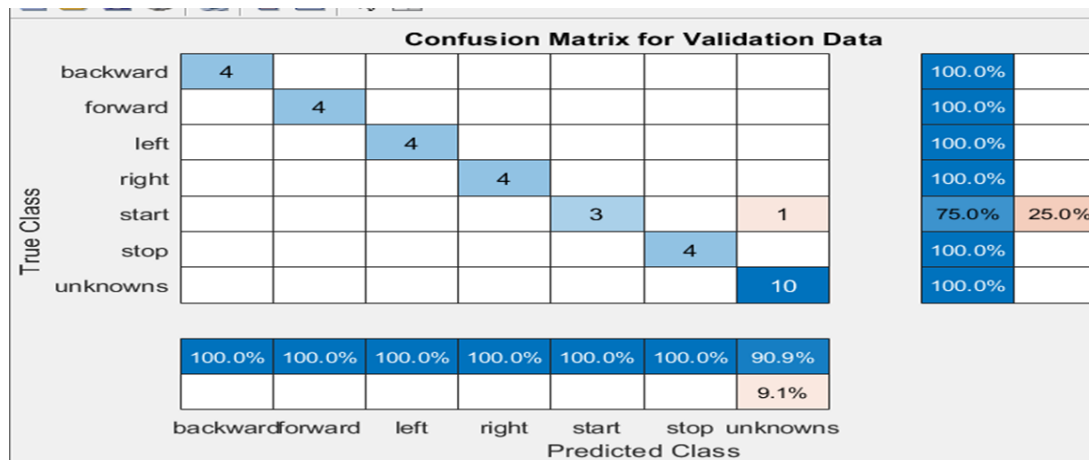 Confusion Matrix for Validation Data
True Class
backward 4 100.0%
forward 4 100.0%
left 4 100.0%
right 4 100.0%
start 3 1 75.0% 25.0%
stop 4 100.0%
unknowns 10 100.0%
100.0% 100.0% 100.0% 100.0% 100.0% 100.0% 90.9%
9.1%
backward forward left right start stop unknowns
Predicted Class